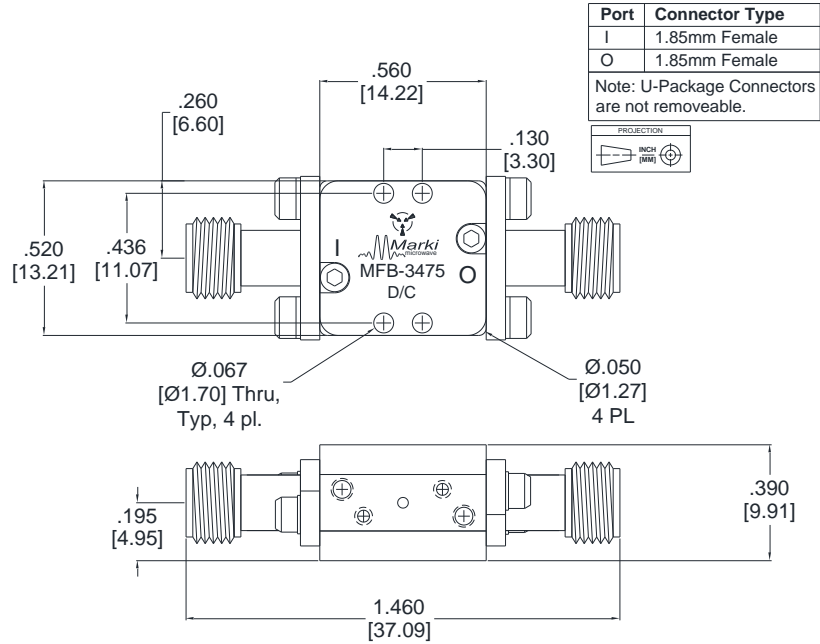 Port Connector Type
I 1.85mm Female
O 1.85mm Female
Note: U-Package Connectors
are not removeable.
PROJECTION
INCH
[MM]
.560
[14.22]
.260
[6.60]
.130
[3.30]
.520
[13.21]
.436
[11.07]
I
Marki
microwave
MFB-3475
O
D/C
Ø.067
[Ø1.70] Thru,
Typ, 4 pl.
Ø.050
[Ø1.27]
4 PL
.195
[4.95]
.390
[9.91]
1.460
[37.09]